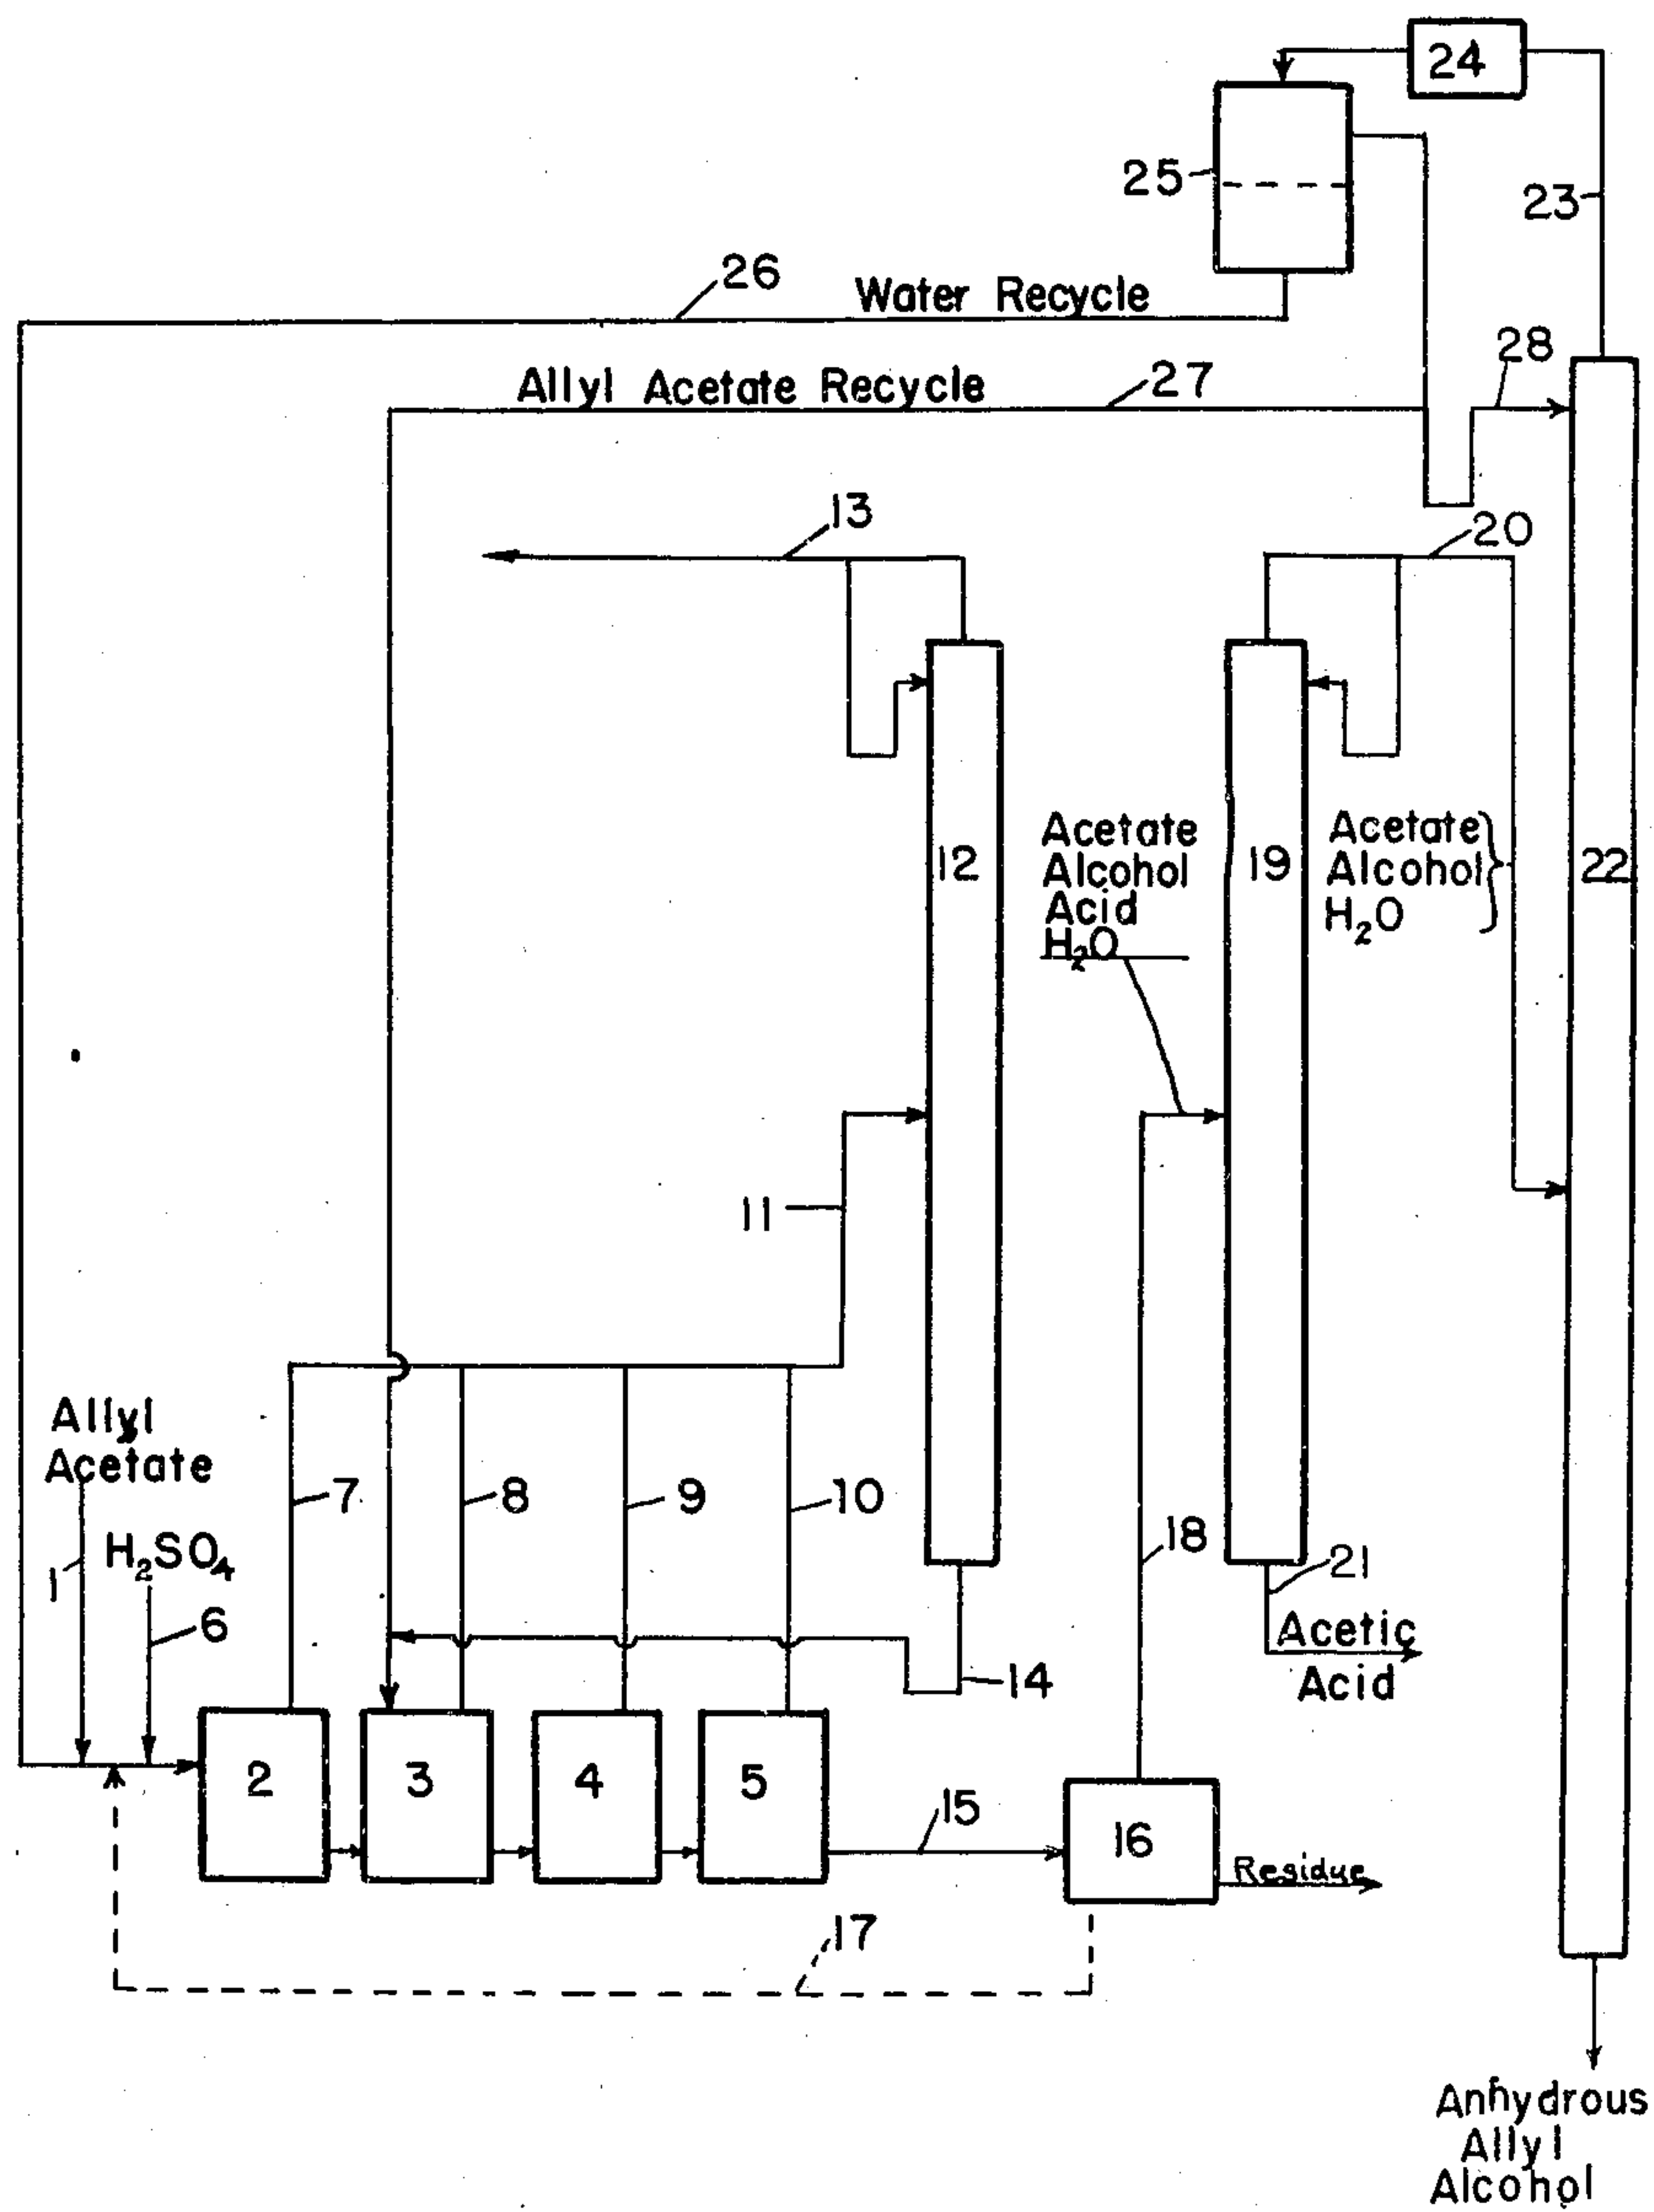 24
25
23
26
Water Recycle
28
Allyl Acetate Recycle
27
13
20
Acetate
Alcohol
Acid
H₂O
12
19
Acetate
Alcohol
H₂O
22
11
Allyl
Acetate
7
8
9
10
H₂SO₄
1
6
18
21
Acetic
Acid
14
2
3
4
5
15
16
Residue
17
Anhydrous
Allyl
Alcohol